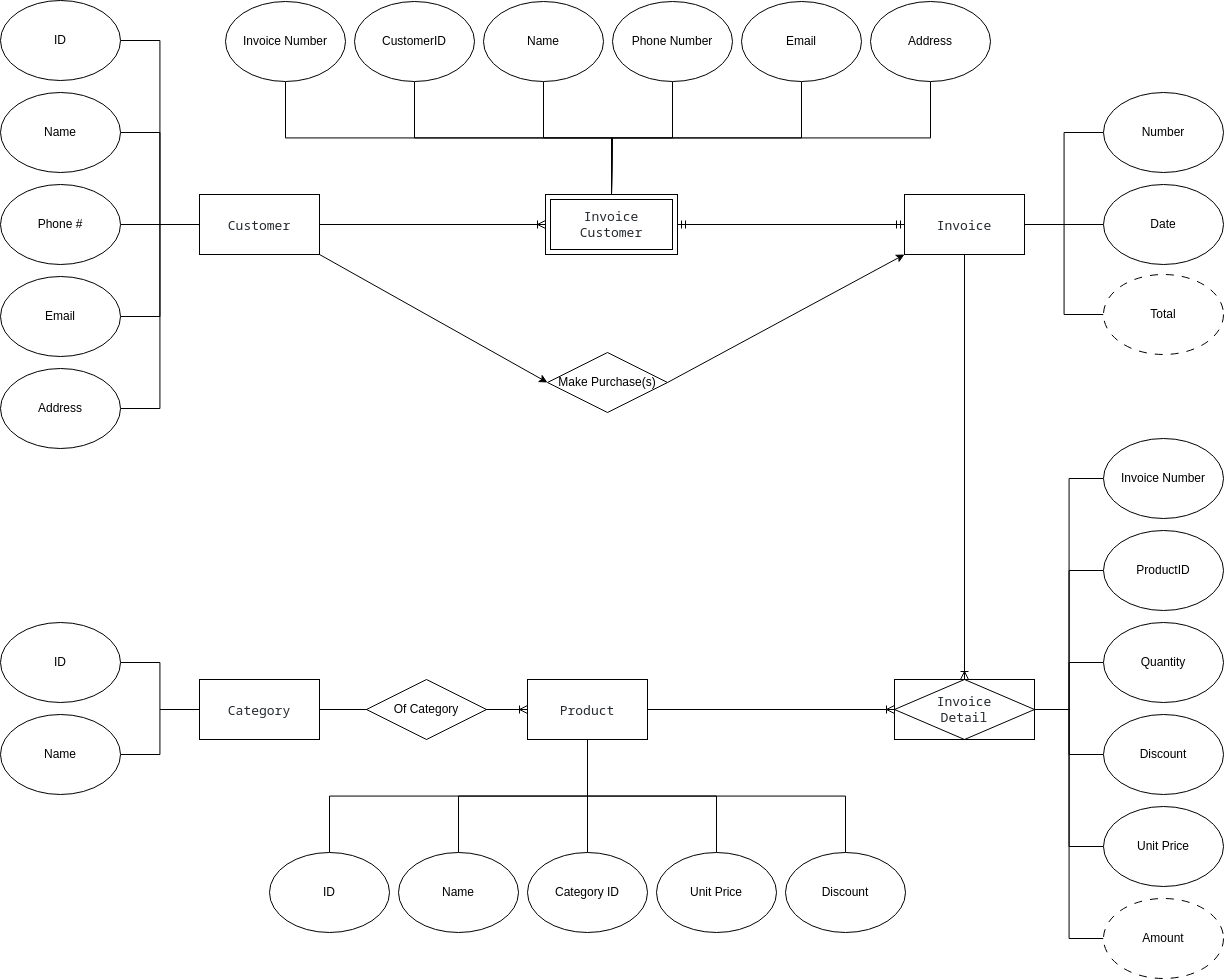 ID
Invoice Number
CustomerID
Name
Phone Number
Email
Address
Name
Number
Phone #
Customer
Invoice
Customer
Invoice
Date
Email
Total
Make Purchase(s)
Address
Invoice Number
ProductID
ID
Quantity
Category
Of Category
Product
Invoice
Detail
Name
Discount
Unit Price
ID
Name
Category ID
Unit Price
Discount
Amount